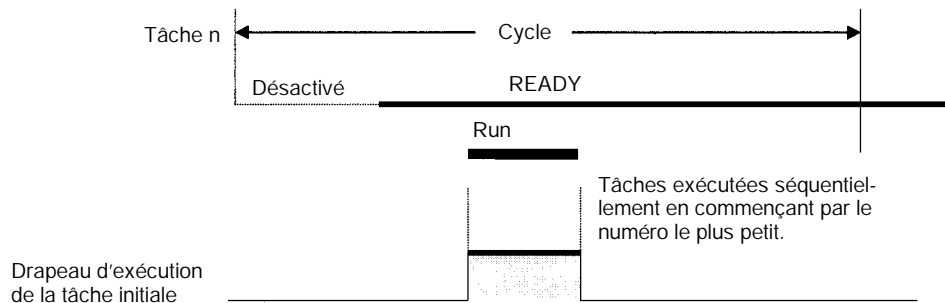 Tâche n
Cycle
Désactivé
READY
Run
Tâches exécutées séquentiel-
lement en commençant par le
numéro le plus petit.
Drapeau d'exécution
de la tâche initiale